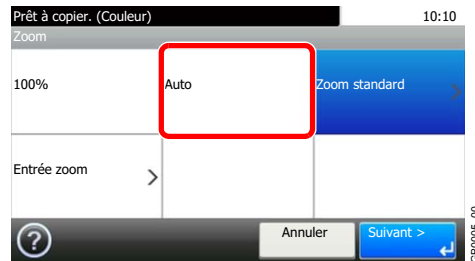 Prêt à copier. (Couleur) 10:10
Zoom
100% Auto Zoom standard
Entrée zoom
Annuler Suivant >